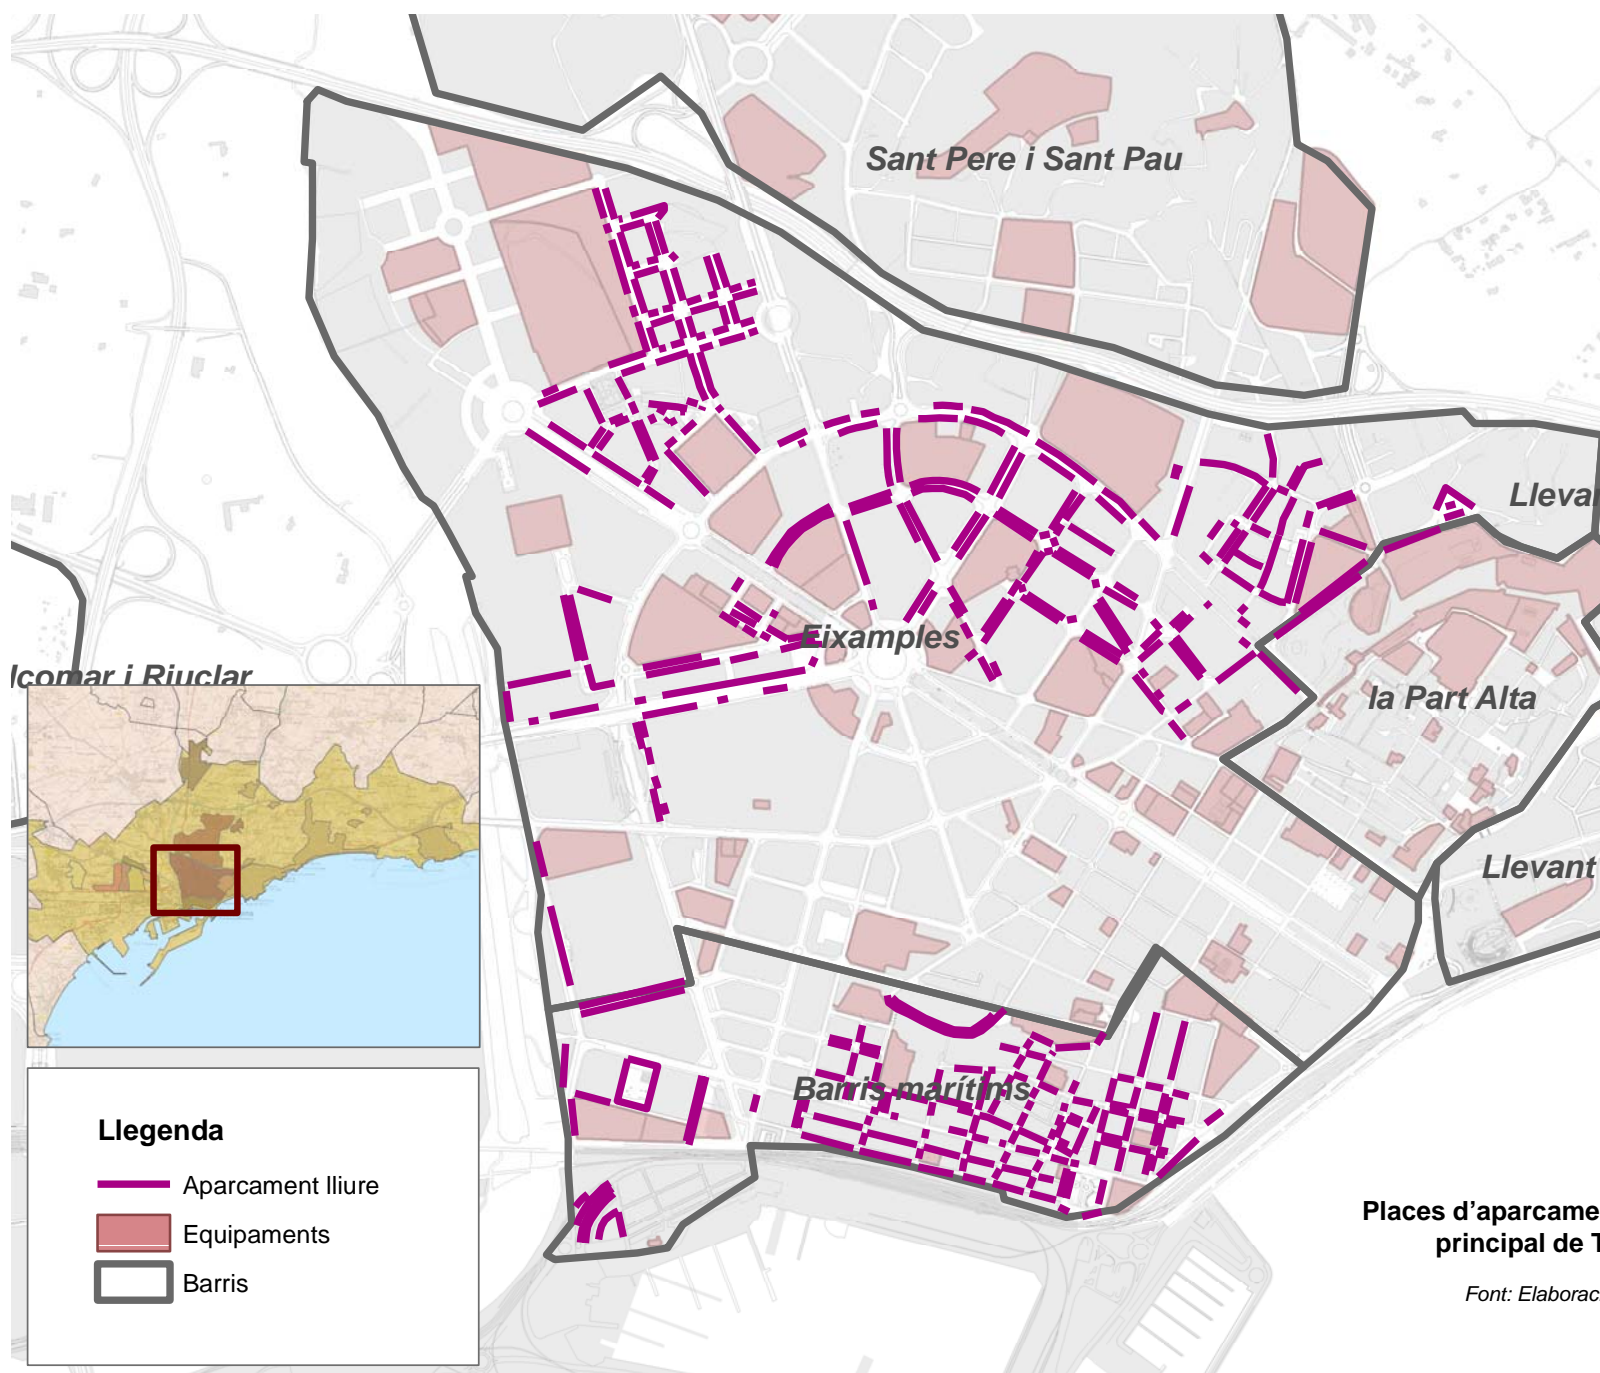 Sant Pere i Sant Pau
Llevan
Eixamples
lcomar i Riuclar
la Part Alta
Llevant
Barris marítims
Llegenda
Aparcament lliure
Equipaments
Barris
Places d'aparcame
principal de T
Font: Elaborac